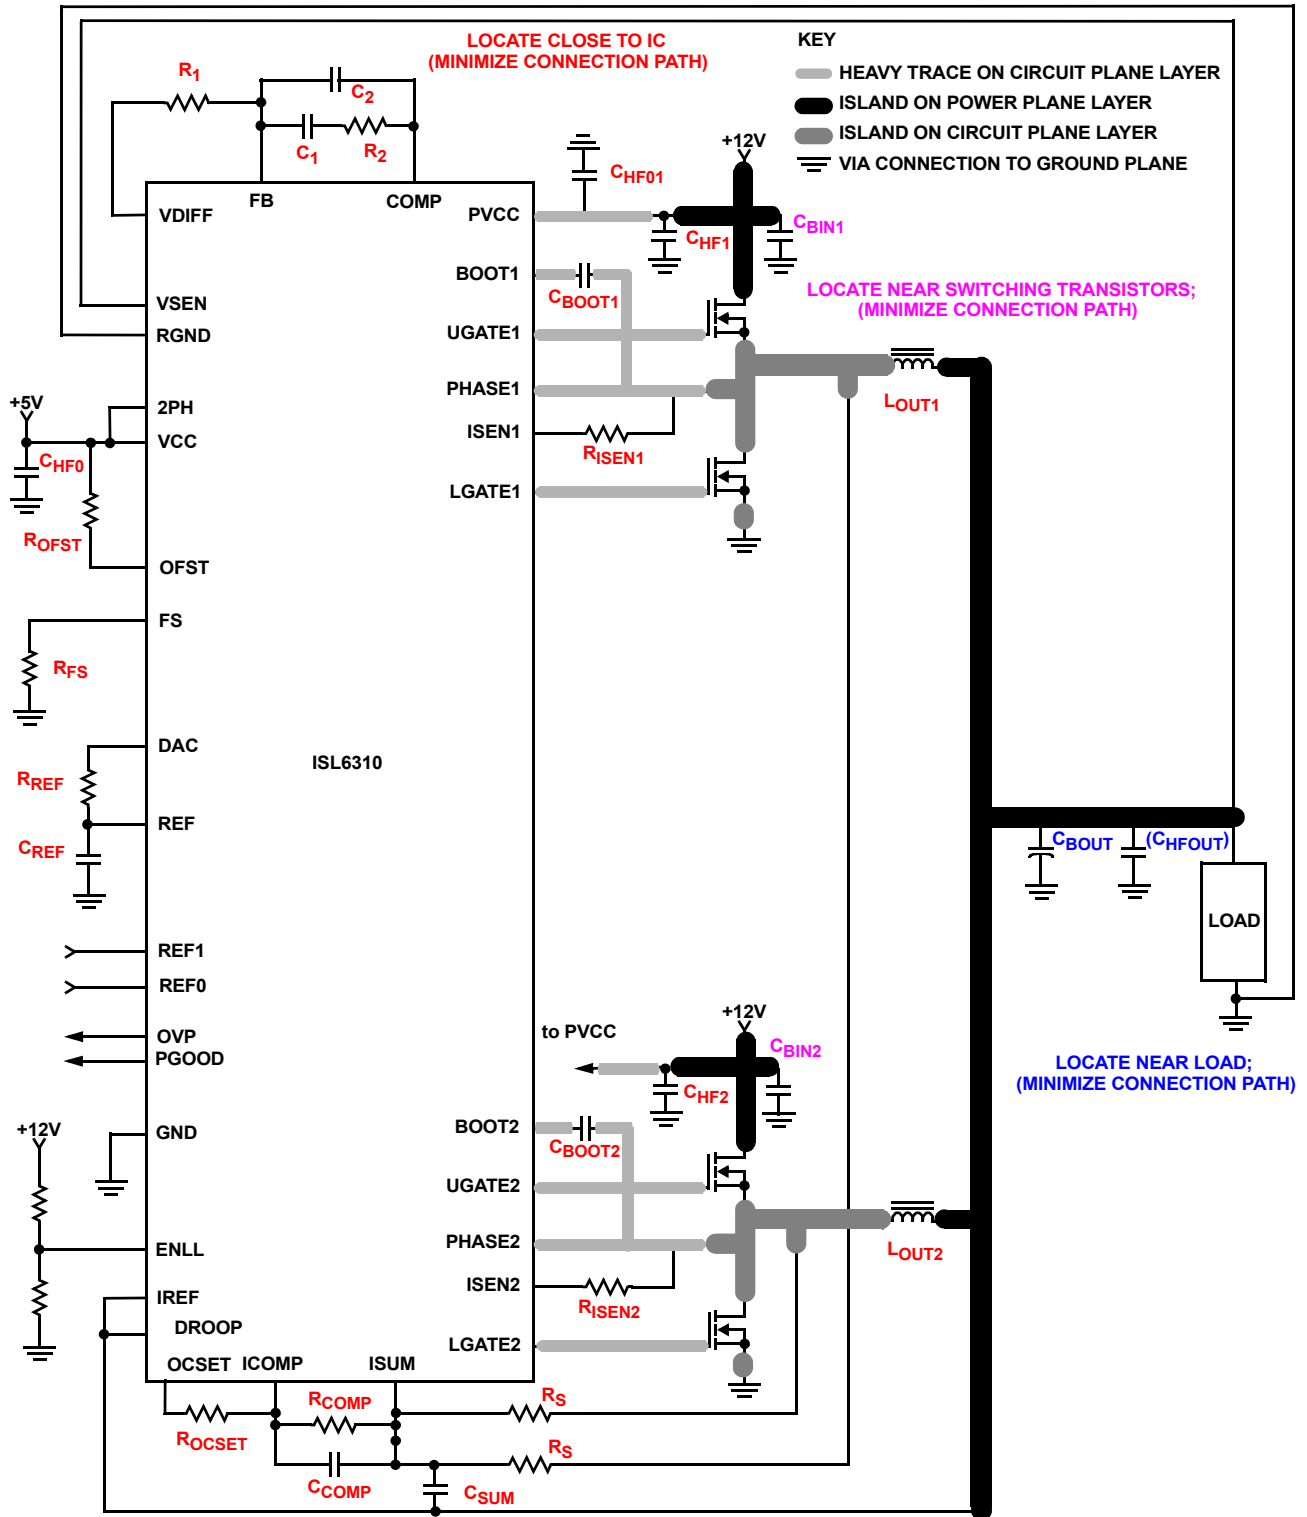 LOCATE CLOSE TO IC
(MINIMIZE CONNECTION PATH)
KEY
HEAVY TRACE ON CIRCUIT PLANE LAYER
ISLAND ON POWER PLANE LAYER
ISLAND ON CIRCUIT PLANE LAYER
VIA CONNECTION TO GROUND PLANE
R1
C2
C1
R2
+12V
CHF01
FB
COMP
VDIFF
PVCC
CHF1
CBIN1
BOOT1
CBOOT1
LOCATE NEAR SWITCHING TRANSISTORS;
(MINIMIZE CONNECTION PATH)
VSEN
RGND
UGATE1
PHASE1
LOUT1
+5V
2PH
VCC
ISEN1
RISEN1
CHF0
LGATE1
ROFST
OFST
FS
RFS
DAC
ISL6310
RREF
REF
CREF
CBOUT
(CHFOUT)
LOAD
REF1
REF0
OVP
PGOOD
to PVCC
+12V
CBIN2
CHF2
LOCATE NEAR LOAD;
(MINIMIZE CONNECTION PATH)
+12V
GND
BOOT2
CBOOT2
UGATE2
ENLL
PHASE2
LOUT2
IREF
ISEN2
RISEN2
DROOP
LGATE2
OCSET
ICOMP
ISUM
RCOMP
RS
ROCSET
RS
CCOMP
CSUM